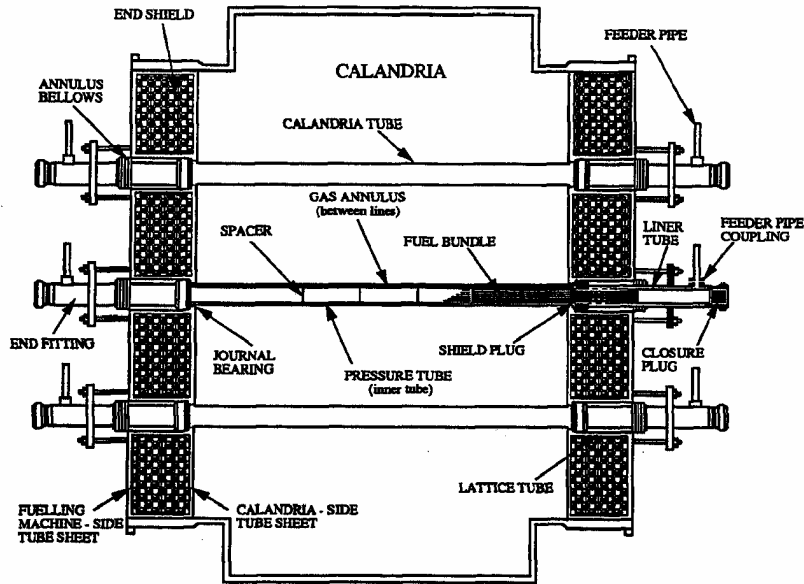 END SHIELD
FEEDER PIPE
CALANDRIA
ANNULUS
BELLOWS
CALANDRIA TUBE
GAS ANNULUS
(between lines)
SPACER
FUEL BUNDLE
LINER
TUBE
FEEDER PIPE
COUPLING
END FITTING
JOURNAL
BEARING
PRESSURE TUBE
(inner tube)
SHIELD PLUG
CLOSURE
PLUG
LATTICE TUBE
FUELLING
MACHINE - SIDE
TUBE SHEET
CALANDRIA - SIDE
TUBE SHEET